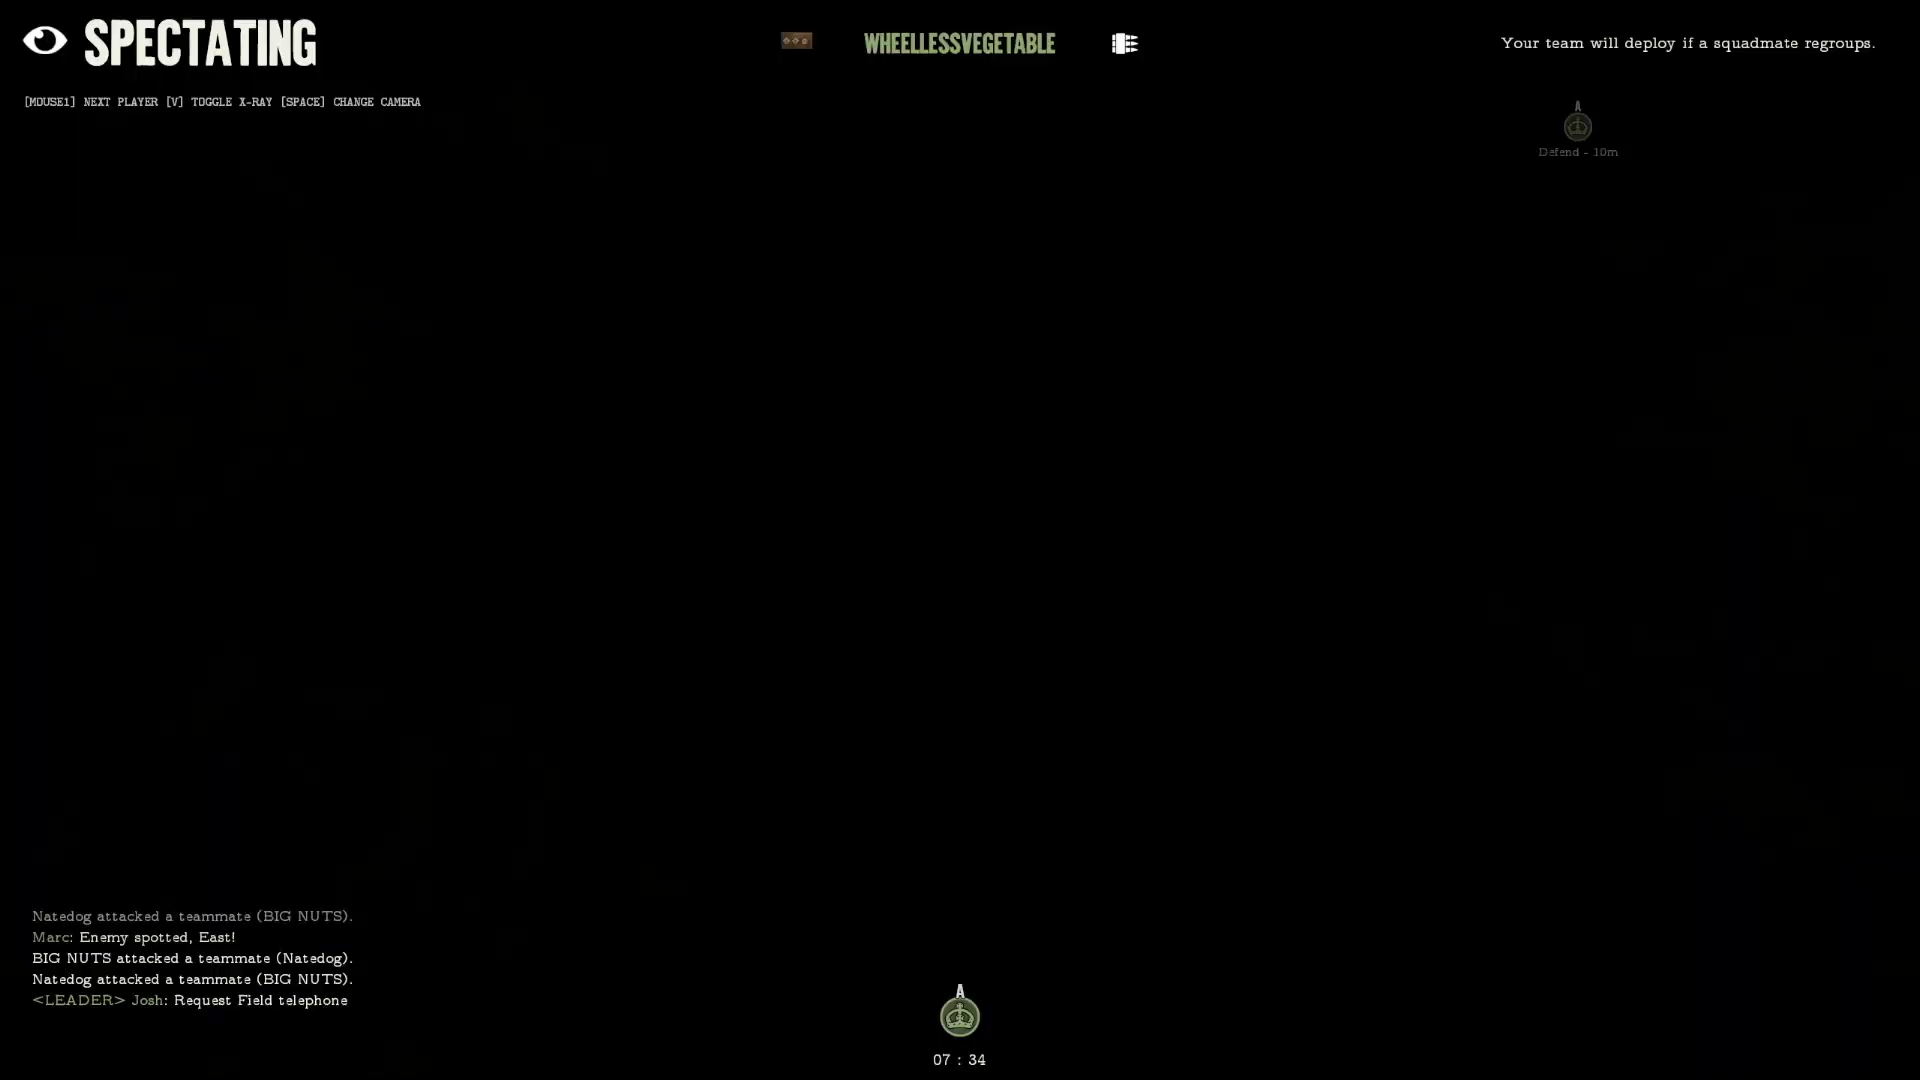 SPECTATING
WHEELLESSVEGETABLE
Your team will deploy if a squadmate regroups.
[MOUSE1] NEXT PLAYER [V] TOGGLE X-RAY [SPACE] CHANGE CAMERA
A
Defend - 10m
Natedog attacked a teammate (BIG NUTS).
Marc: Enemy spotted, East!
BIG NUTS attacked a teammate (Natedog).
Natedog attacked a teammate (BIG NUTS).
<LEADER> Josh: Request Field telephone
A
07 : 34